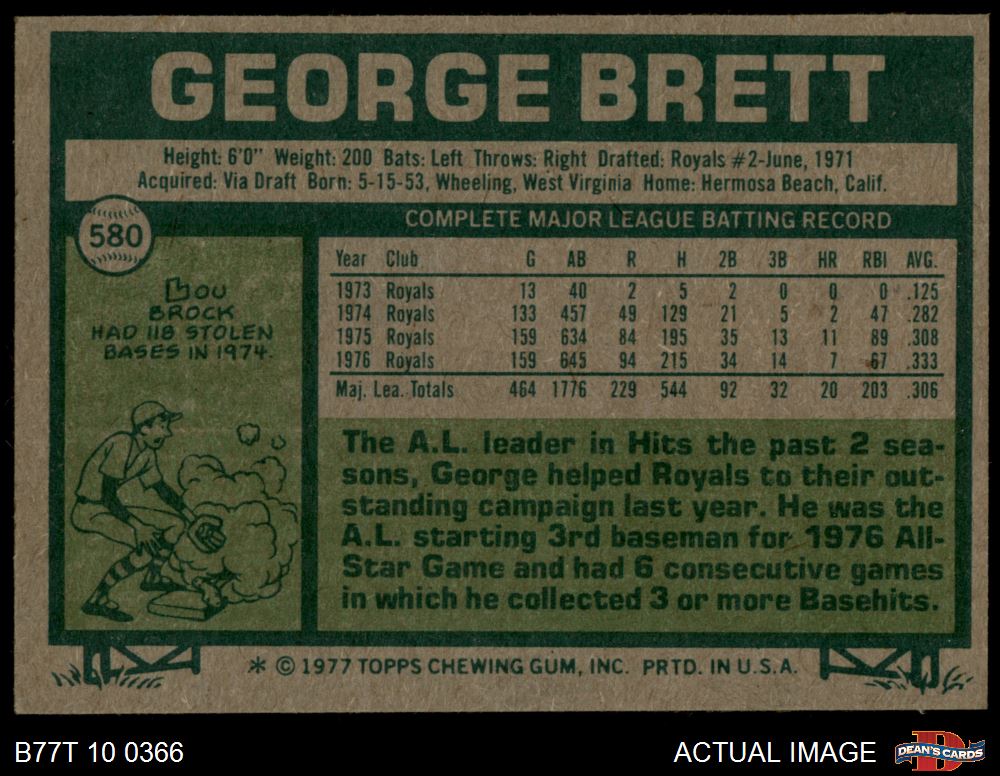 GEORGE BRETT
Height: 6'0" Weight: 200 Bats: Left Throws: Right Drafted: Royals #2-June, 1971
Acquired: Via Draft Born: 5-15-53, Wheeling, West Virginia Home: Hermosa Beach, Calif.
580
COMPLETE MAJOR LEAGUE BATTING RECORD
Year Club G AB R H 2B 3B HR RBI AVG.
1973 Royals 13 40 2 5 2 0 0 0 .125
1974 Royals 133 457 49 129 21 5 2 47 .282
1975 Royals 159 634 84 195 35 13 11 89 .308
1976 Royals 159 645 94 215 34 14 7 67 .333
Maj. Lea. Totals 464 1776 229 544 92 32 20 203 .306
LOU
BROCK
HAD 118 STOLEN
BASES IN 1974.
The A.L. leader in Hits the past 2 sea-
sons, George helped Royals to their out-
standing campaign last year. He was the
A.L. starting 3rd baseman for 1976 All-
Star Game and had 6 consecutive games
in which he collected 3 or more Basehits.
* © 1977 TOPPS CHEWING GUM, INC. PRTD. IN U.S.A.
B77T 10 0366
ACTUAL IMAGE
DEAN'S CARDS